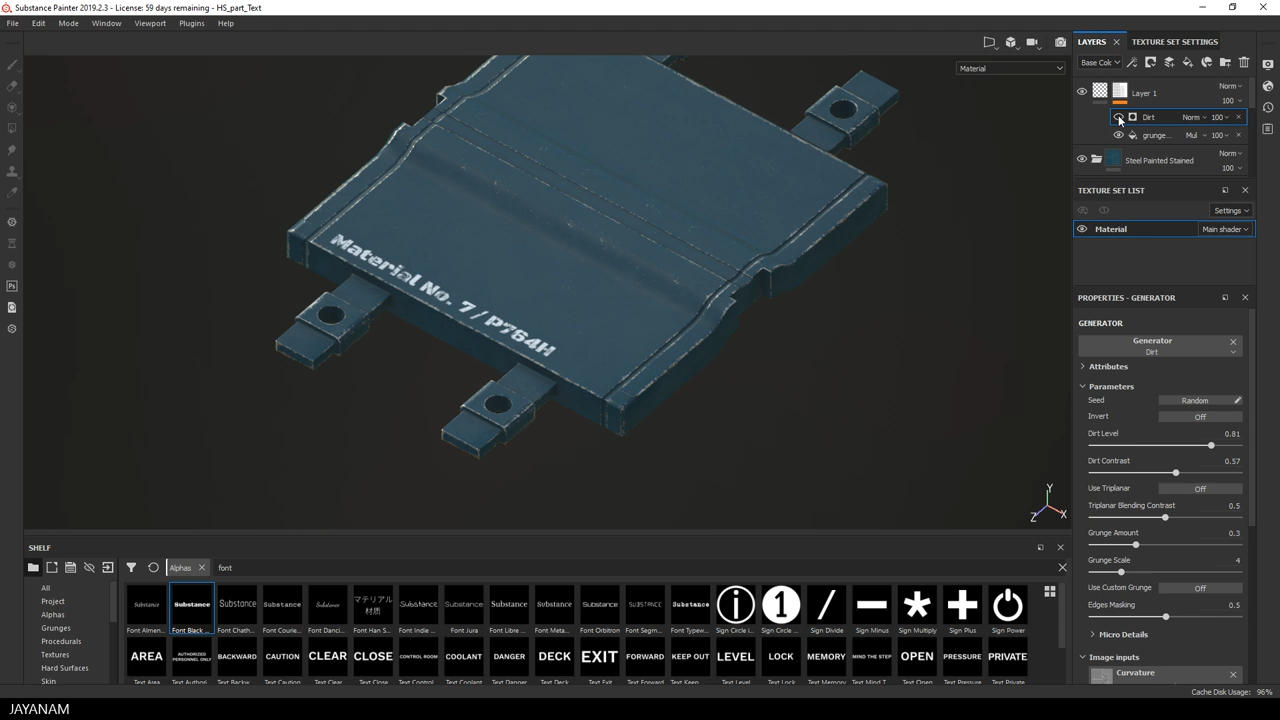 Substance Painter 2019.2.3 - License: 59 days remaining - HS_part_Text
File Edit Mode Window Viewport Plugins Help
LAYERS TEXTURE SET SETTINGS
Material
Base Colo
Layer 1 Norm 100
Dirt Norm 100
grunge... Mul 100
Steel Painted Stained Norm 100
TEXTURE SET LIST
Settings
Material Main shader
PROPERTIES - GENERATOR
GENERATOR
Generator
Dirt
Attributes
Parameters
Seed Random
Invert Off
Dirt Level 0.81
Dirt Contrast 0.57
Use Triplanar Off
Triplanar Blending Contrast 0.5
Grunge Amount 0.3
Grunge Scale 4
Use Custom Grunge Off
Edges Masking 0.5
Micro Details
Image inputs
Curvature
Material No. 7 / P764H
Y
Z X
SHELF
Alphas font
All
Project
Alphas
Grunges
Procedurals
Textures
Hard Surfaces
Skin
Substance Substance Substance Substance Substance マテリアル 材質 Substance Substance Substance Substance Substance SUBSTANCE Substance
Font Almen... Font Black ... Font Chath... Font Courie... Font Danci... Font Han S... Font Indie ... Font Jura Font Libre ... Font Meta... Font Orbitron Font Segm... Font Typew... Sign Circle i... Sign Circle ... Sign Divide Sign Minus Sign Multiply Sign Plus Sign Power
AREA AUTHORIZED PERSONNEL ONLY BACKWARD CAUTION CLEAR CLOSE CONTROL ROOM COOLANT DANGER DECK EXIT FORWARD KEEP OUT LEVEL LOCK MEMORY MIND THE STEP OPEN PRESSURE PRIVATE
Text Area Text Authori... Text Backw... Text Caution Text Clear Text Close Text Control... Text Coolant Text Danger Text Deck Text Exit Text Forward Text Keep... Text Level Text Lock Text Memory Text Mind T... Text Open Text Pressure Text Private
Cache Disk Usage: 96%
JAYANAM